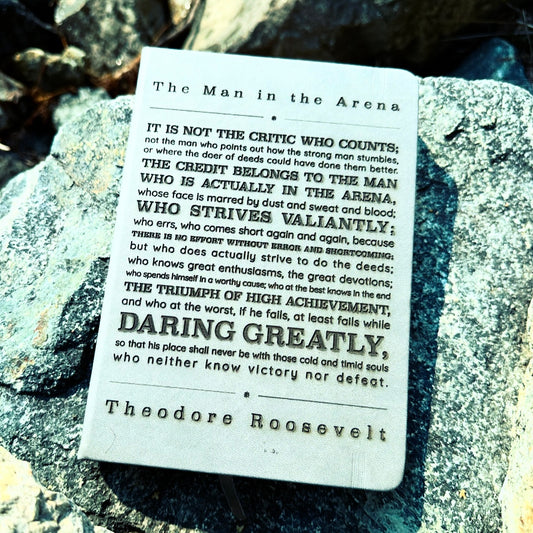 The Man in the Arena
IT IS NOT THE CRITIC WHO COUNTS;
not the man who points out how the strong man stumbles,
or where the doer of deeds could have done them better.
THE CREDIT BELONGS TO THE MAN
WHO IS ACTUALLY IN THE ARENA,
whose face is marred by dust and sweat and blood;
WHO STRIVES VALIANTLY;
who errs, who comes short again and again, because
THERE IS NO EFFORT WITHOUT ERROR AND SHORTCOMING;
but who does actually strive to do the deeds;
who knows great enthusiasms, the great devotions;
who spends himself in a worthy cause; who at the best knows in the end
THE TRIUMPH OF HIGH ACHIEVEMENT,
and who at the worst, if he fails, at least fails while
DARING GREATLY,
so that his place shall never be with those cold and timid souls
who neither know victory nor defeat.
Theodore Roosevelt